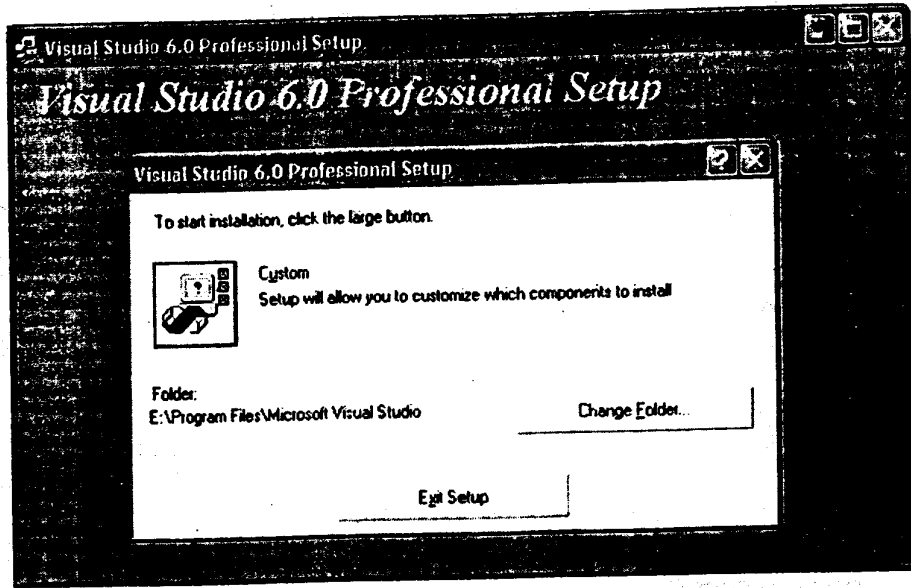 Visual Studio 6.0 Professional Setup
Visual Studio 6.0 Professional Setup
Visual Studio 6.0 Professional Setup
To start installation, click the large button.
Custom
Setup will allow you to customize which components to install
Folder:
E:\Program Files\Microsoft Visual Studio
Change Folder...
Exit Setup